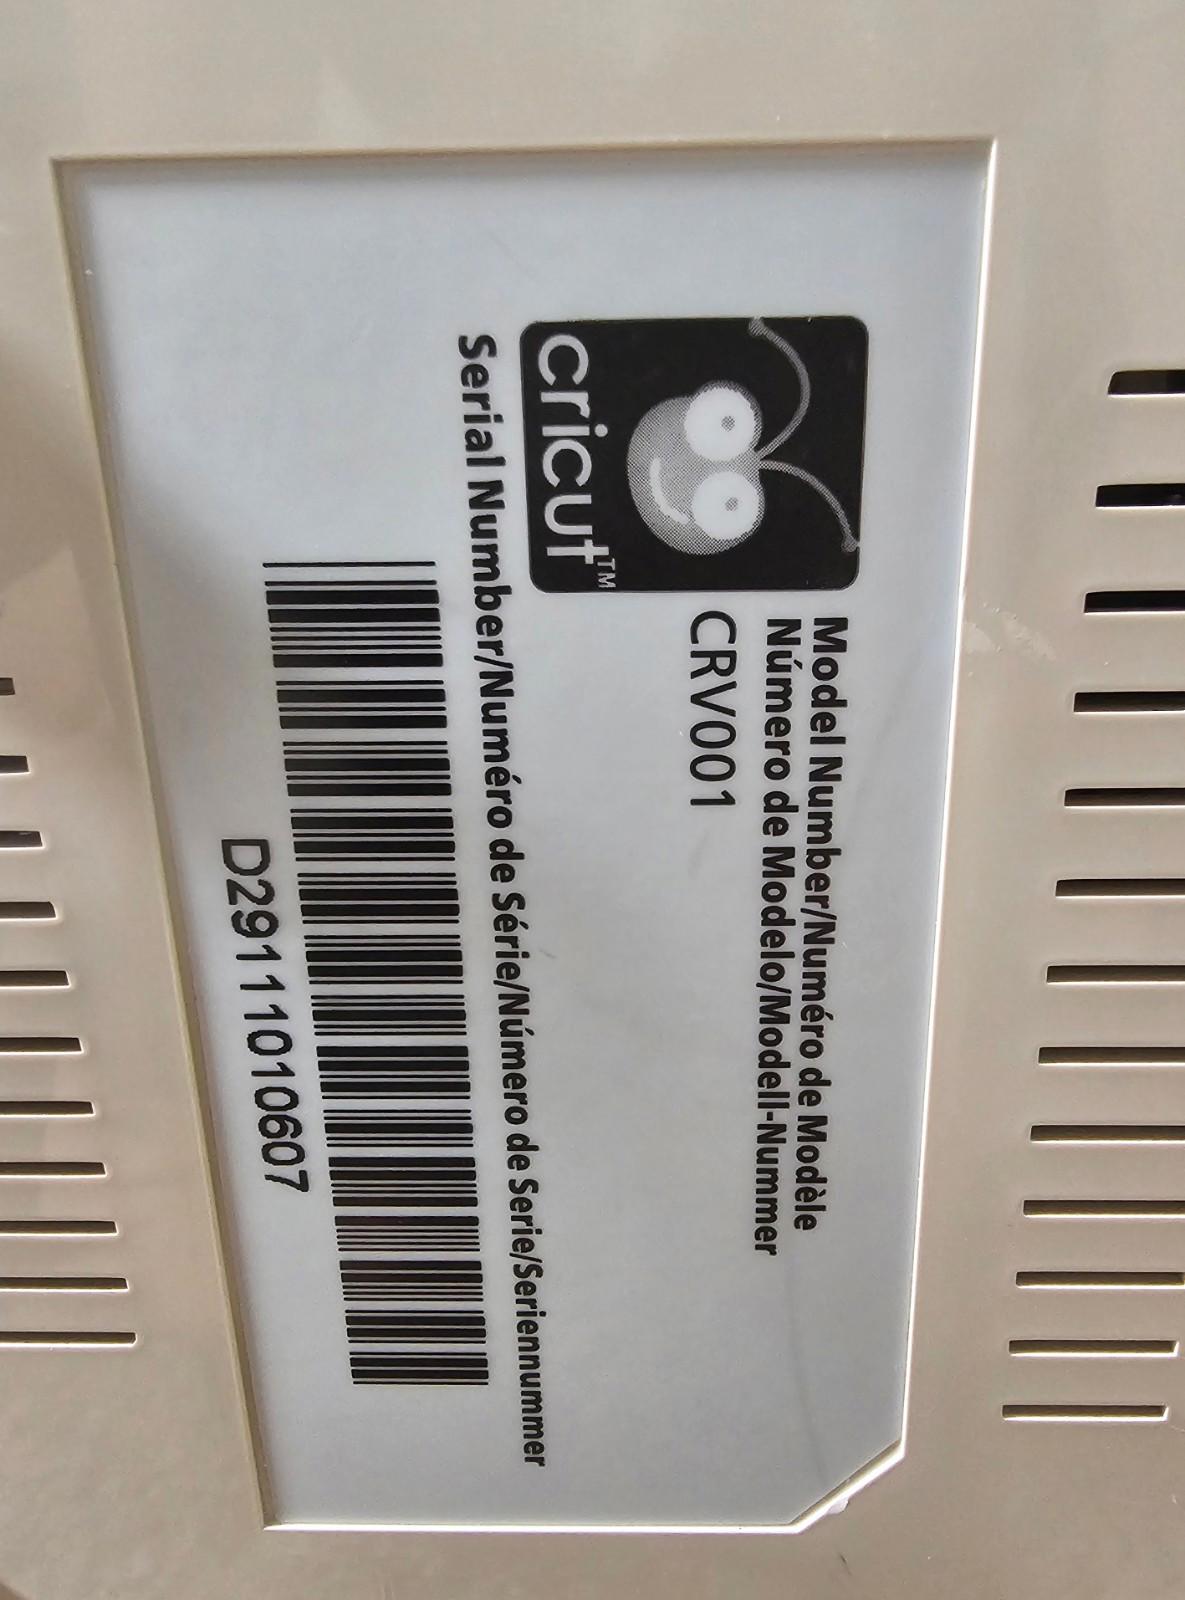 cricut™
Model Number/Numéro de Modèle
Número de Modelo/Modell-Nummer
CRV001
Serial Number/Numéro de Série/Número de Serie/Seriennummer
D29111010607